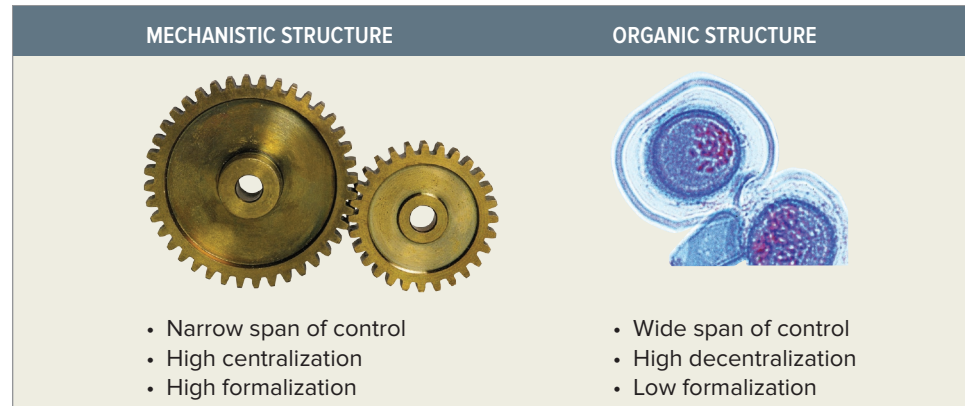 MECHANISTIC STRUCTURE
ORGANIC STRUCTURE
• Narrow span of control
• High centralization
• High formalization
• Wide span of control
• High decentralization
• Low formalization